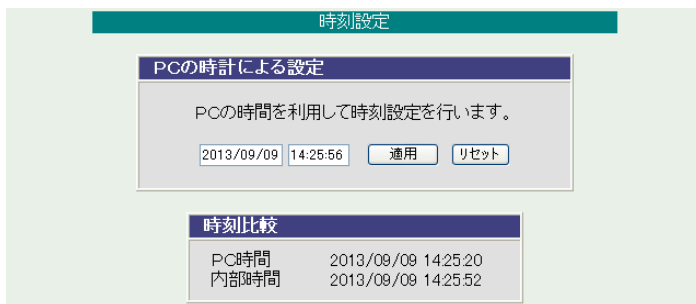 時刻設定
PCの時計による設定
PCの時間を利用して時刻設定を行います。
2013/09/09 14:25:56 適用 リセット
時刻比較
PC時間 2013/09/09 14:25:20
内部時間 2013/09/09 14:25:52